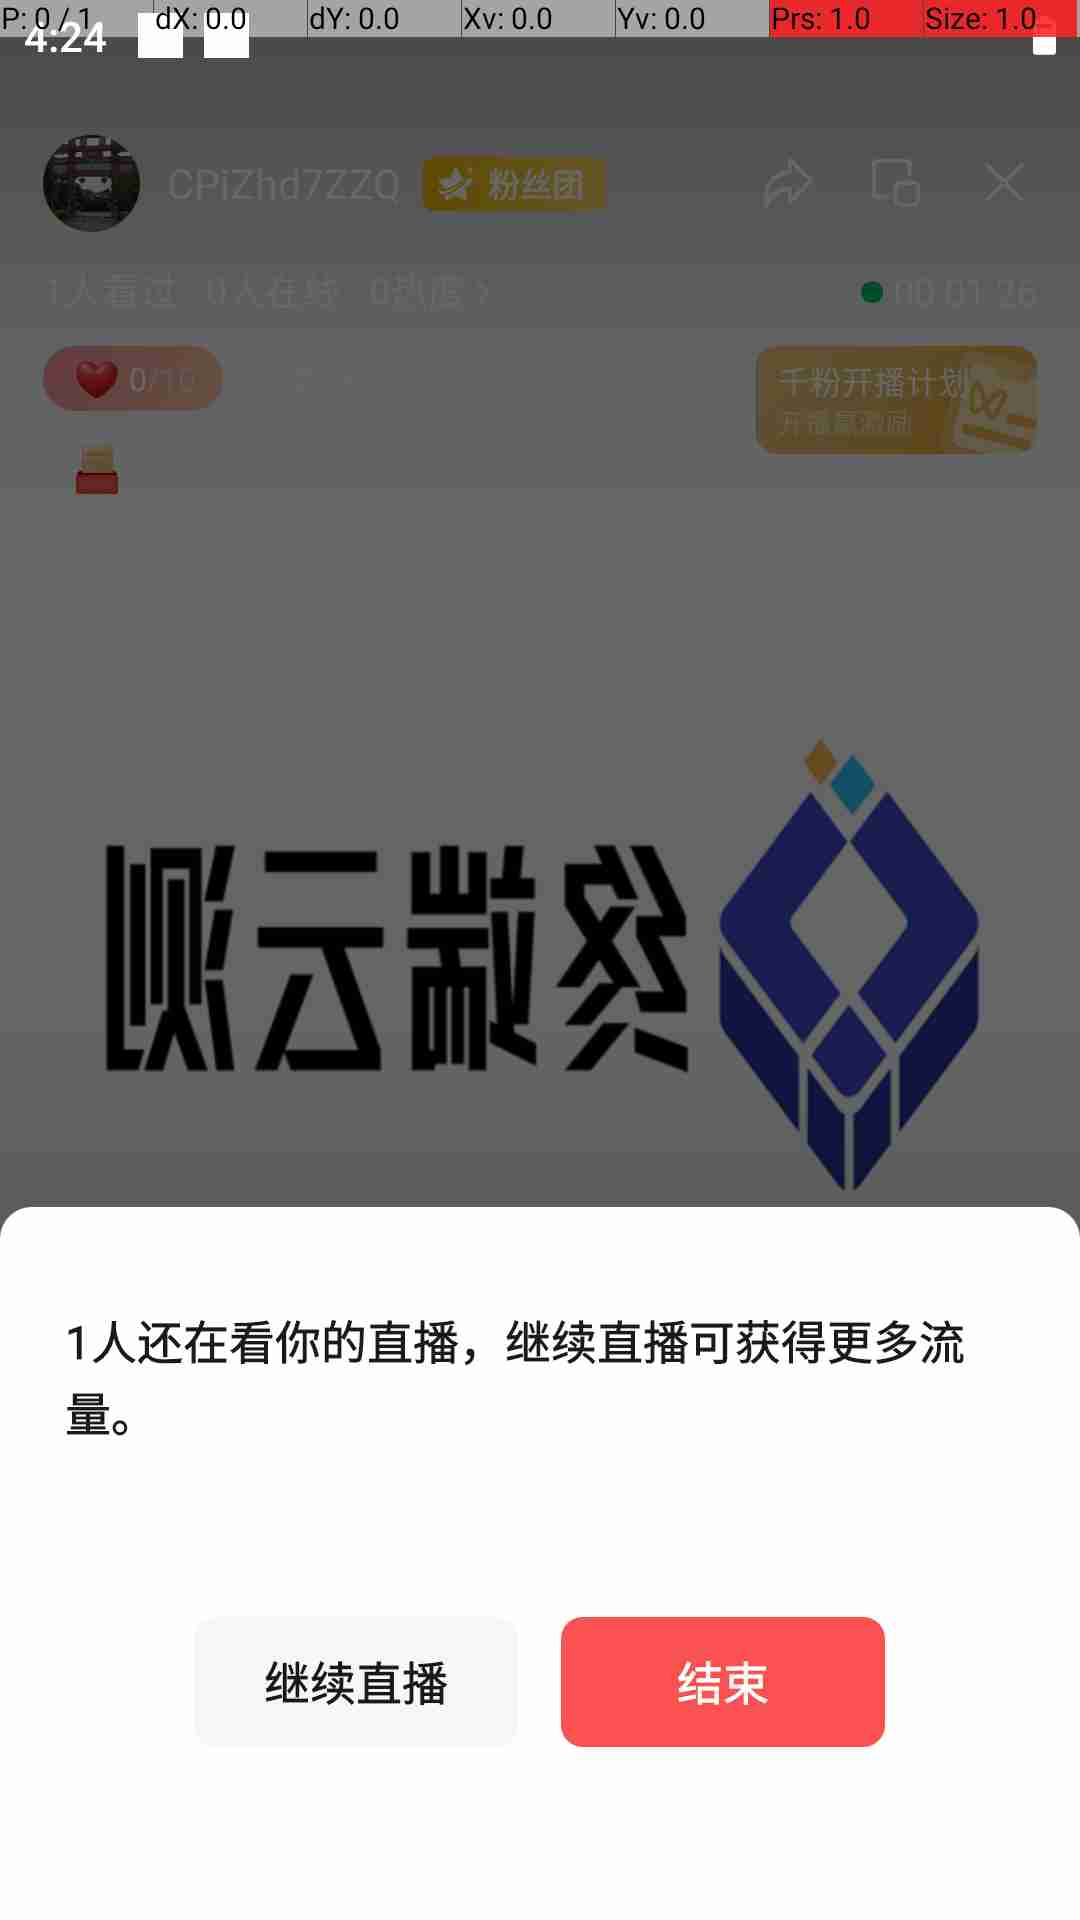 P: 0 / 1 dX: 0.0 dY: 0.0 Xv: 0.0 Yv: 0.0 Prs: 1.0 Size: 1.0
4:24
CPiZhd7ZZQ 粉丝团
1人看过 0人在线 0热度
00:01:26
0/10
千粉开播计划
开播赢激励
终端云测
1人还在看你的直播，继续直播可获得更多流
量。
继续直播 结束